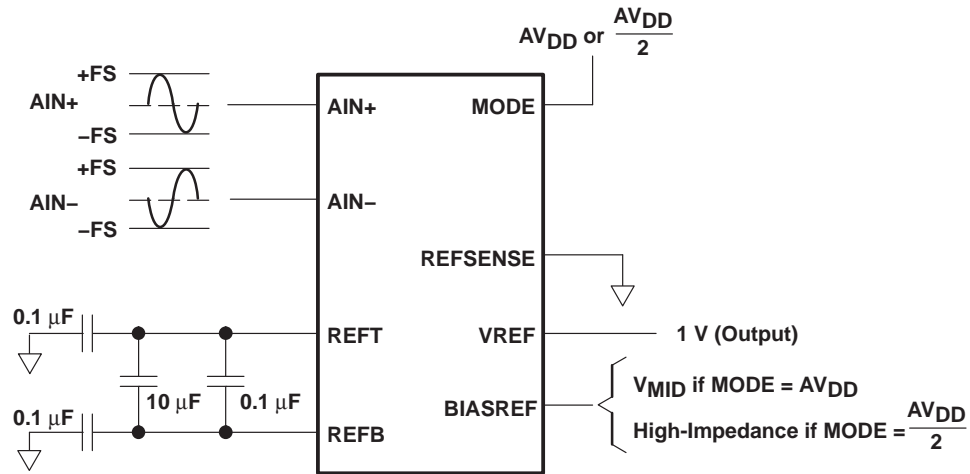 AVDD or AVDD/2
+FS
AIN+
–FS
+FS
AIN–
–FS
AIN+
MODE
AIN–
REFSENSE
0.1 μF
REFT
VREF
1 V (Output)
10 μF
0.1 μF
BIASREF
VMID if MODE = AVDD
0.1 μF
REFB
High-Impedance if MODE = AVDD/2